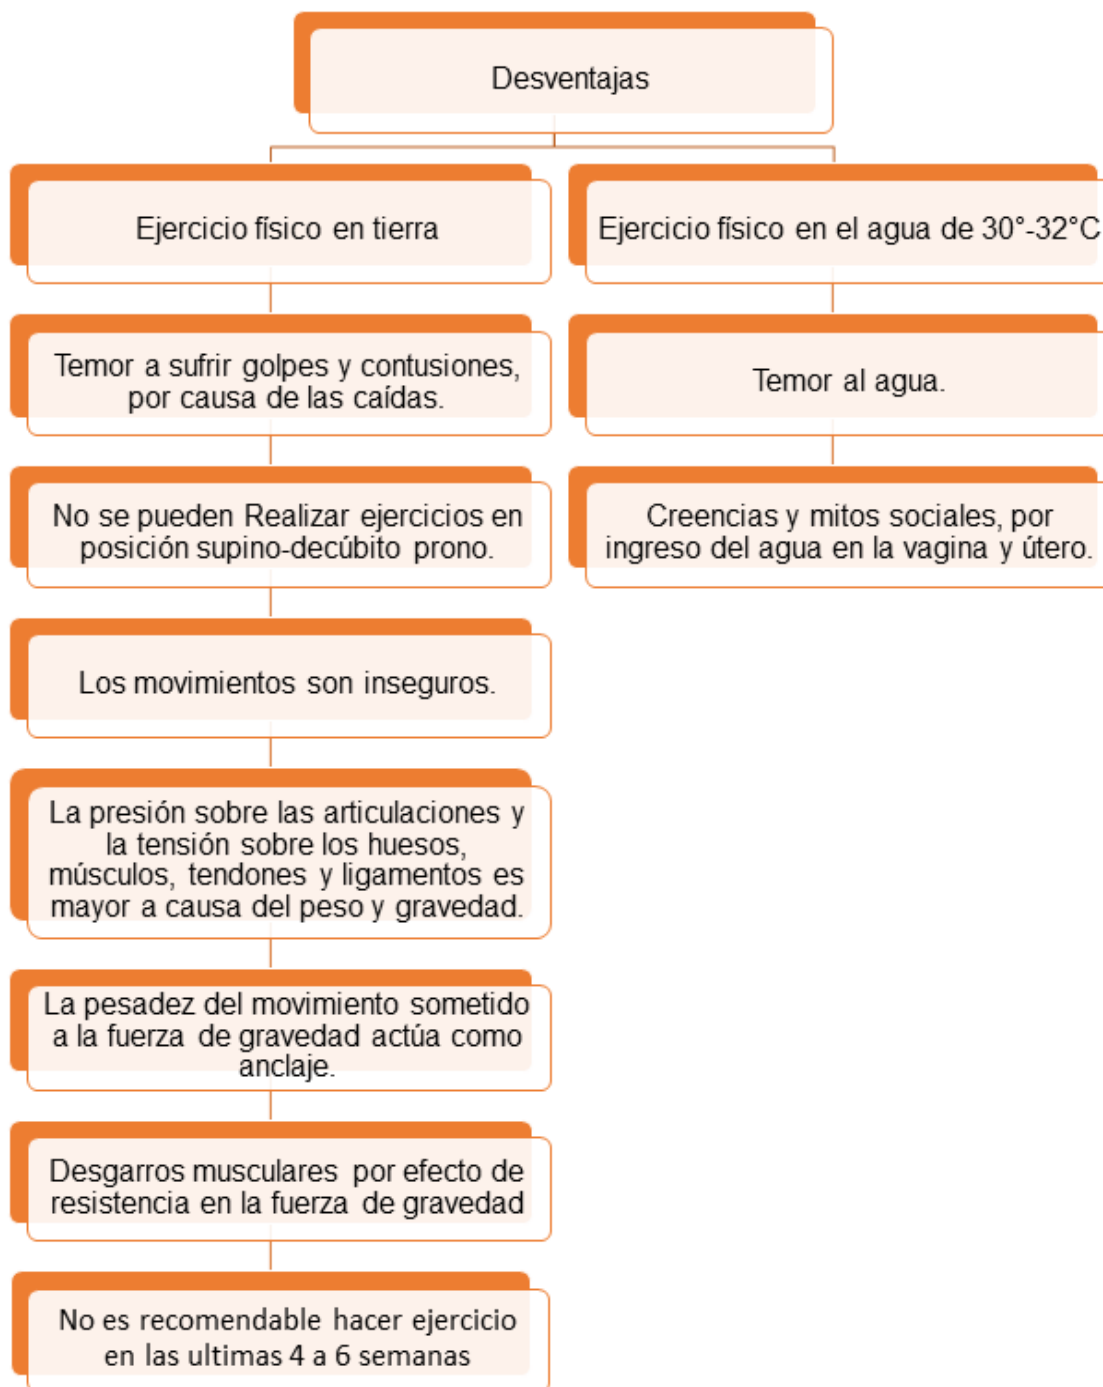 Desventajas
Ejercicio físico en tierra
Ejercicio físico en el agua de 30°-32°C
Temor a sufrir golpes y contusiones,
por causa de las caídas.
Temor al agua.
No se pueden Realizar ejercicios en
posición supino-decúbito prono.
Creencias y mitos sociales, por
ingreso del agua en la vagina y útero.
Los movimientos son inseguros.
La presión sobre las articulaciones y
la tensión sobre los huesos,
músculos, tendones y ligamentos es
mayor a causa del peso y gravedad.
La pesadez del movimiento sometido
a la fuerza de gravedad actúa como
anclaje.
Desgarros musculares por efecto de
resistencia en la fuerza de gravedad
No es recomendable hacer ejercicio
en las ultimas 4 a 6 semanas